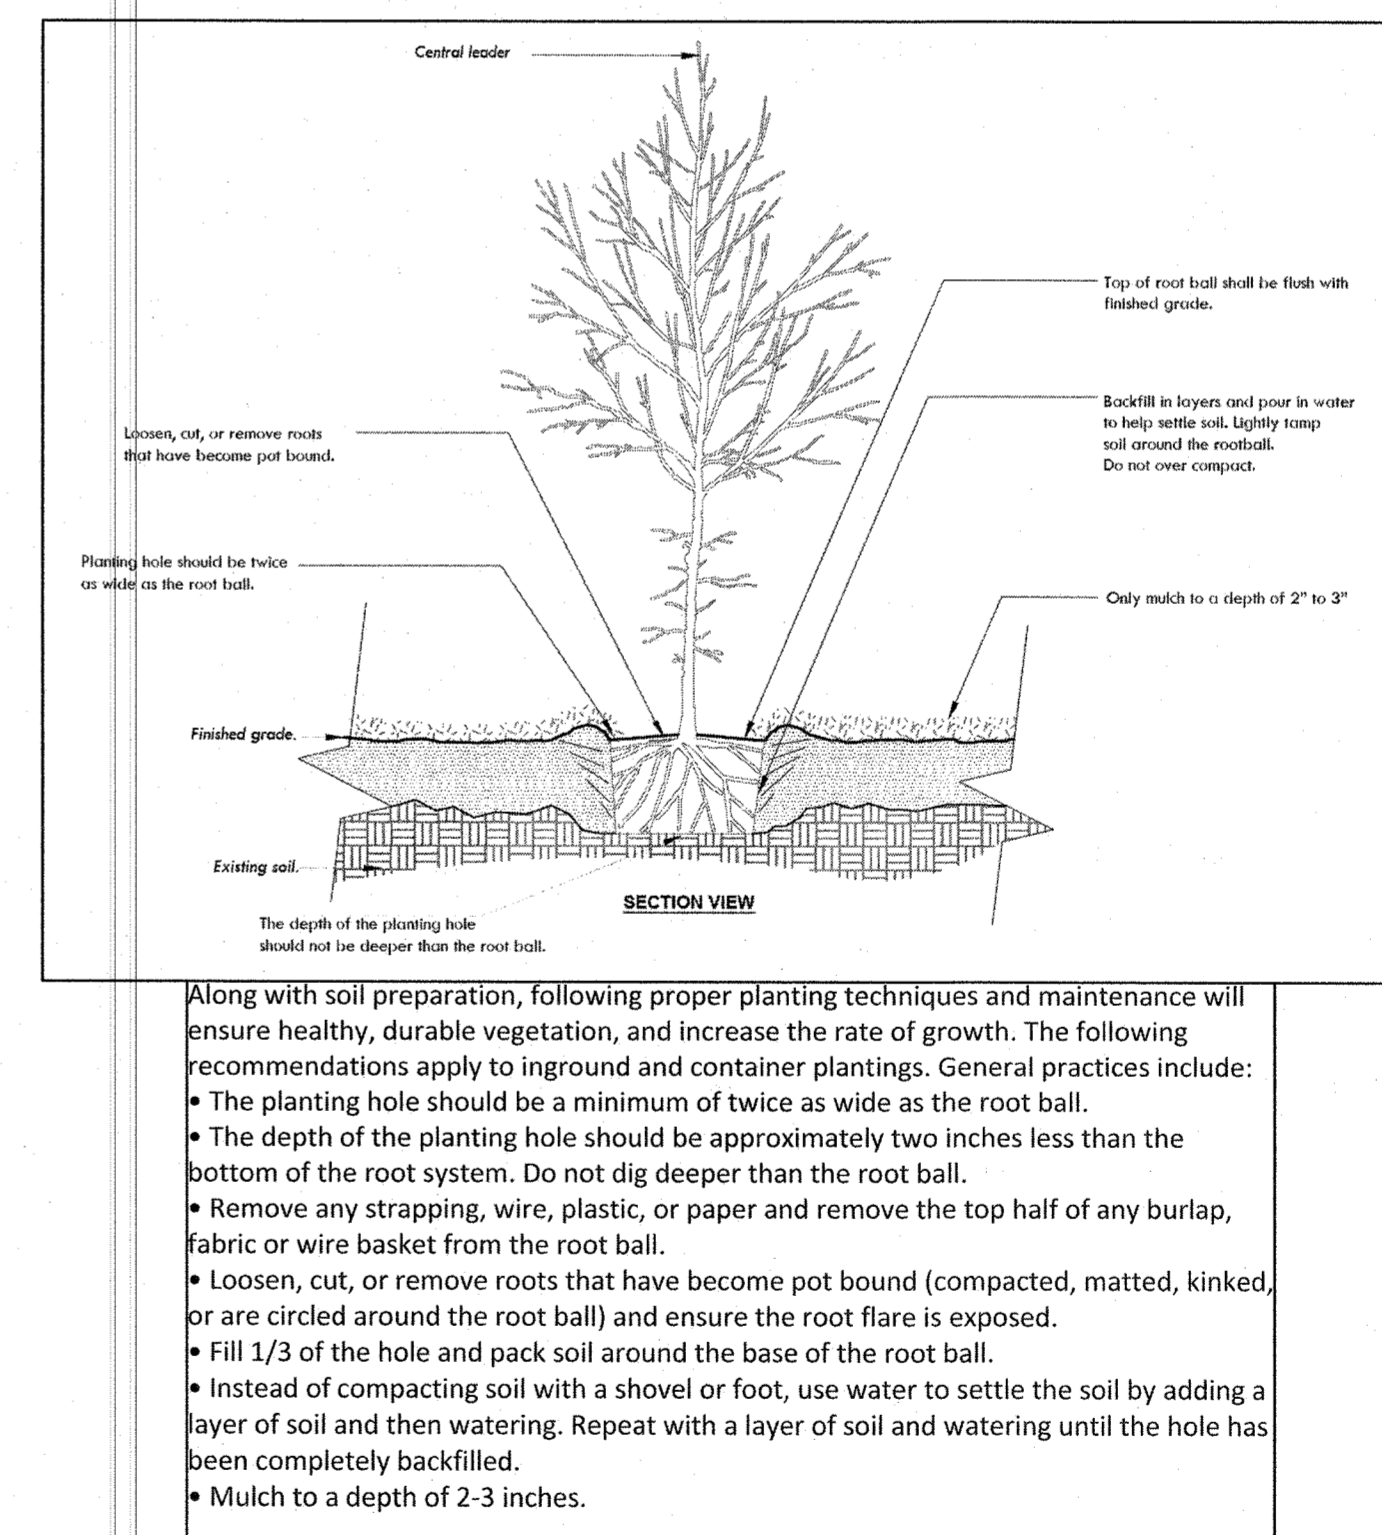 Central leader
Top of root ball shall be flush with
finished grade.
Backfill in layers and pour in water
to help settle soil. Lightly tamp
soil around the rootball.
Do not over compact.
Loosen, cut, or remove roots
that have become pot bound.
Planting hole should be twice
as wide as the root ball.
Only mulch to a depth of 2" to 3"
Finished grade.
Existing soil.
SECTION VIEW
The depth of the planting hole
should not be deeper than the root ball.
Along with soil preparation, following proper planting techniques and maintenance will
ensure healthy, durable vegetation, and increase the rate of growth. The following
recommendations apply to inground and container plantings. General practices include:
• The planting hole should be a minimum of twice as wide as the root ball.
• The depth of the planting hole should be approximately two inches less than the
bottom of the root system. Do not dig deeper than the root ball.
• Remove any strapping, wire, plastic, or paper and remove the top half of any burlap,
fabric or wire basket from the root ball.
• Loosen, cut, or remove roots that have become pot bound (compacted, matted, kinked,
or are circled around the root ball) and ensure the root flare is exposed.
• Fill 1/3 of the hole and pack soil around the base of the root ball.
• Instead of compacting soil with a shovel or foot, use water to settle the soil by adding a
layer of soil and then watering. Repeat with a layer of soil and watering until the hole has
been completely backfilled.
• Mulch to a depth of 2-3 inches.